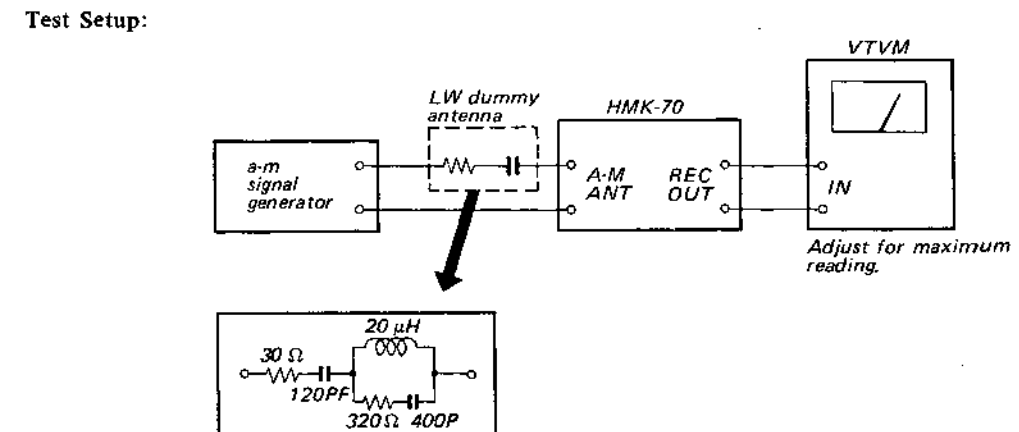 Test Setup:
VTVM
LW dummy
antenna
HMK-70
a-m
signal
generator
A-M
ANT
REC
OUT
IN
Adjust for maximum
reading.
20 μH
30 Ω
120PF
320Ω 400P